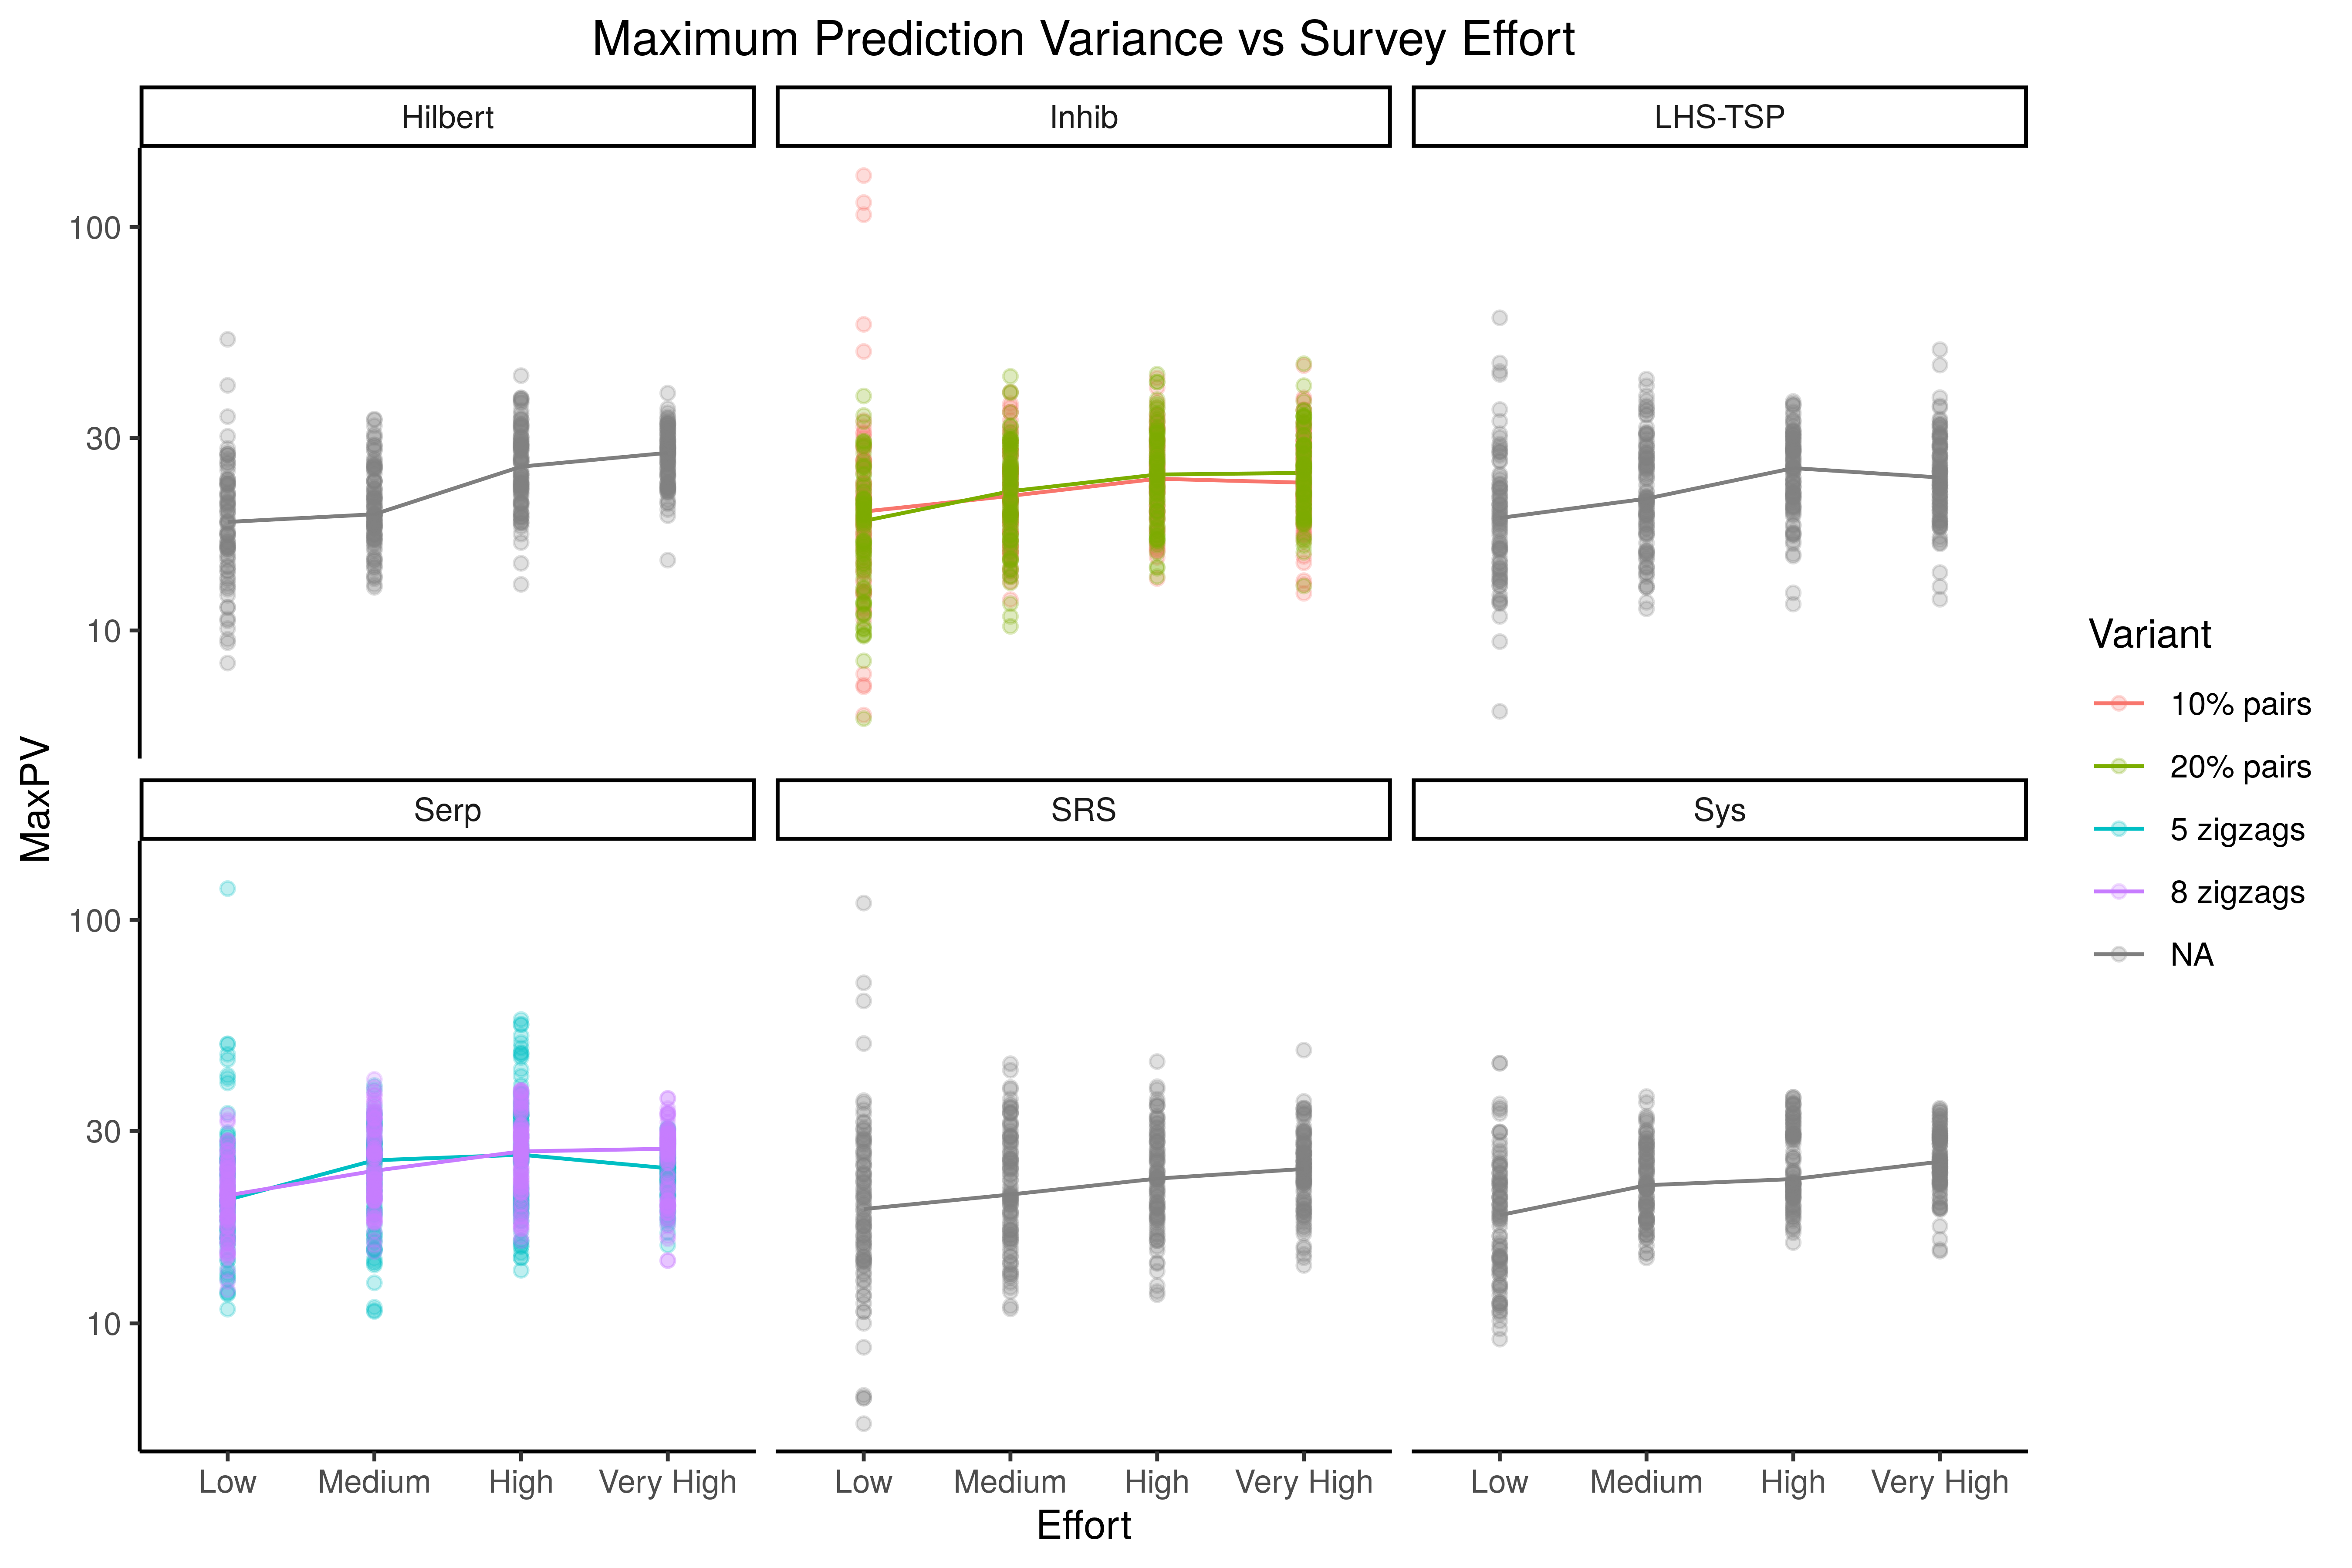 Maximum Prediction Variance vs Survey Effort
Hilbert
Inhib
LHS-TSP
100
30
10
Serp
SRS
Sys
100
30
10
MaxPV
Low Medium High Very High
Low Medium High Very High
Low Medium High Very High
Effort
Variant
10% pairs
20% pairs
5 zigzags
8 zigzags
NA